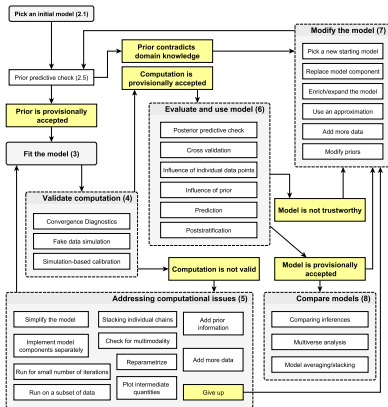 Pick an initial model (2.1)
Modify the model (7)
Pick a new starting model
Replace model component
Enrich/expand the model
Use an approximation
Add more data
Modify priors
Prior contradicts
domain knowledge
Prior predictive check (2.5)
Computation is
provisionally accepted
Prior is provisionally
accepted
Evaluate and use model (6)
Posterior predictive check
Cross validation
Influence of individual data points
Influence of prior
Prediction
Poststratification
Fit the model (3)
Validate computation (4)
Convergence Diagnostics
Fake data simulation
Simulation-based calibration
Model is not trustworthy
Computation is not valid
Model is provisionally
accepted
Addressing computational issues (5)
Simplify the model
Implement model
components separately
Run for small number of iterations
Run on a subset of data
Stacking individual chains
Check for multimodality
Reparametrize
Plot intermediate
quantities
Add prior
information
Add more data
Give up
Compare models (8)
Comparing inferences
Multiverse analysis
Model averaging/stacking